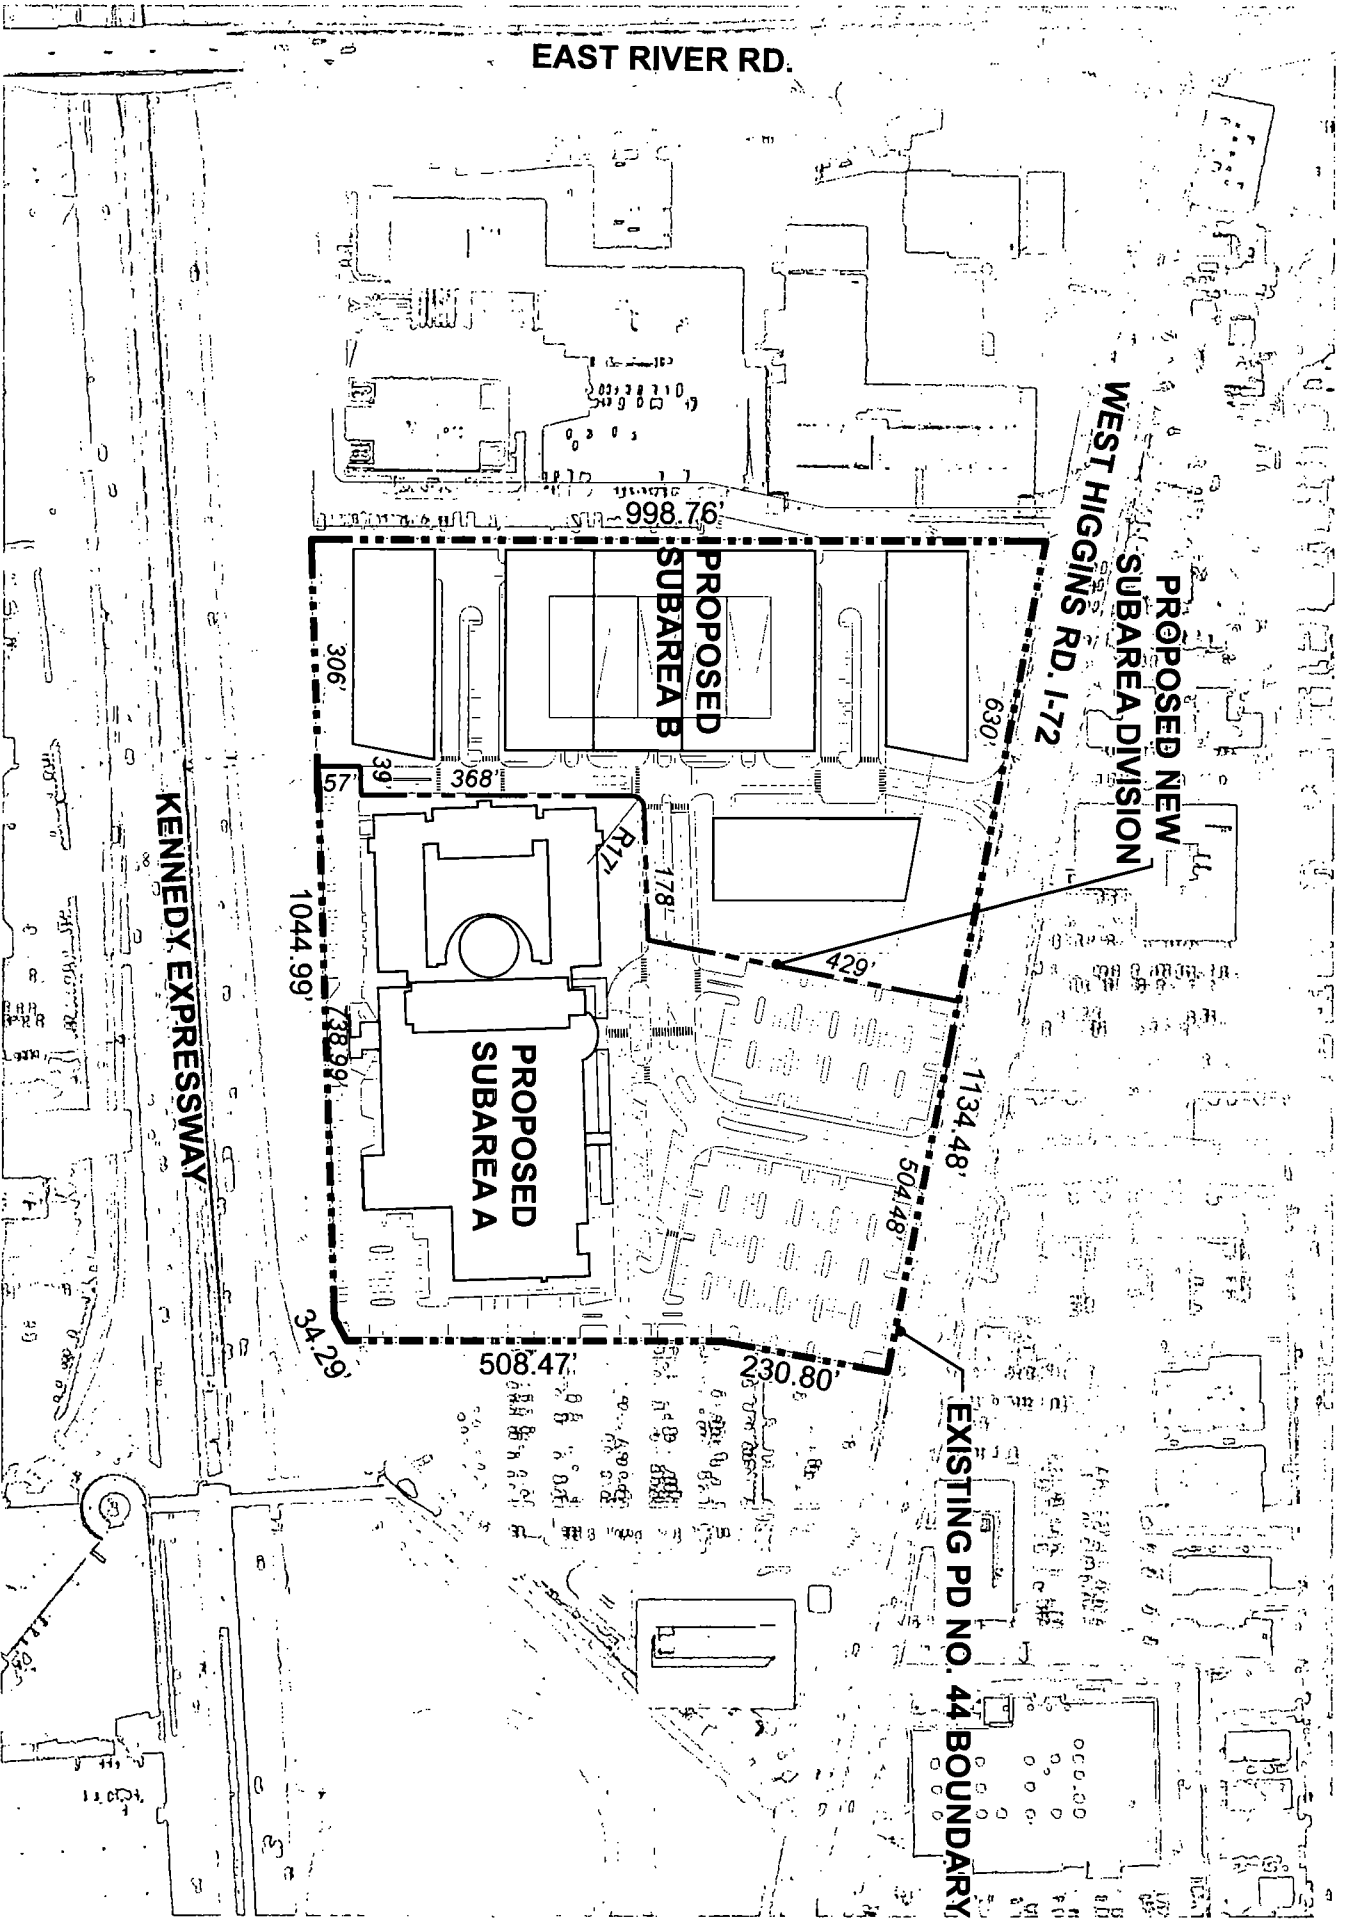 EAST RIVER RD.
WEST HIGGINS RD. I-72
PROPOSED NEW
SUBAREA DIVISION
998.76'
PROPOSED
SUBAREA B
306'
630'
57'
39'
368'
R17'
178'
429'
KENNEDY EXPRESSWAY
1044.99'
738.99'
PROPOSED
SUBAREA A
1134.48'
504.48'
34.29'
508.47'
230.80'
EXISTING PD NO. 44 BOUNDARY